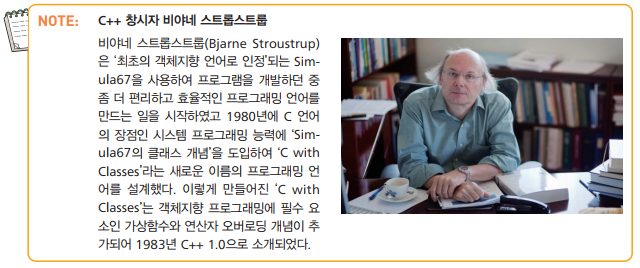 NOTE: C++ 창시자 비야네 스트롭스트룹
비야네 스트롭스트룹(Bjarne Stroustrup)
은 ‘최초의 객체지향 언어로 인정’되는 Sim-
ula67을 사용하여 프로그램을 개발하던 중
좀 더 편리하고 효율적인 프로그래밍 언어를
만드는 일을 시작하였고 1980년에 C 언어
의 장점인 시스템 프로그래밍 능력에 ‘Sim-
ula67의 클래스 개념’을 도입하여 ‘C with
Classes’라는 새로운 이름의 프로그래밍 언
어를 설계했다. 이렇게 만들어진 ‘C with
Classes’는 객체지향 프로그래밍에 필수 요
소인 가상함수와 연산자 오버로딩 개념이 추
가되어 1983년 C++ 1.0으로 소개되었다.